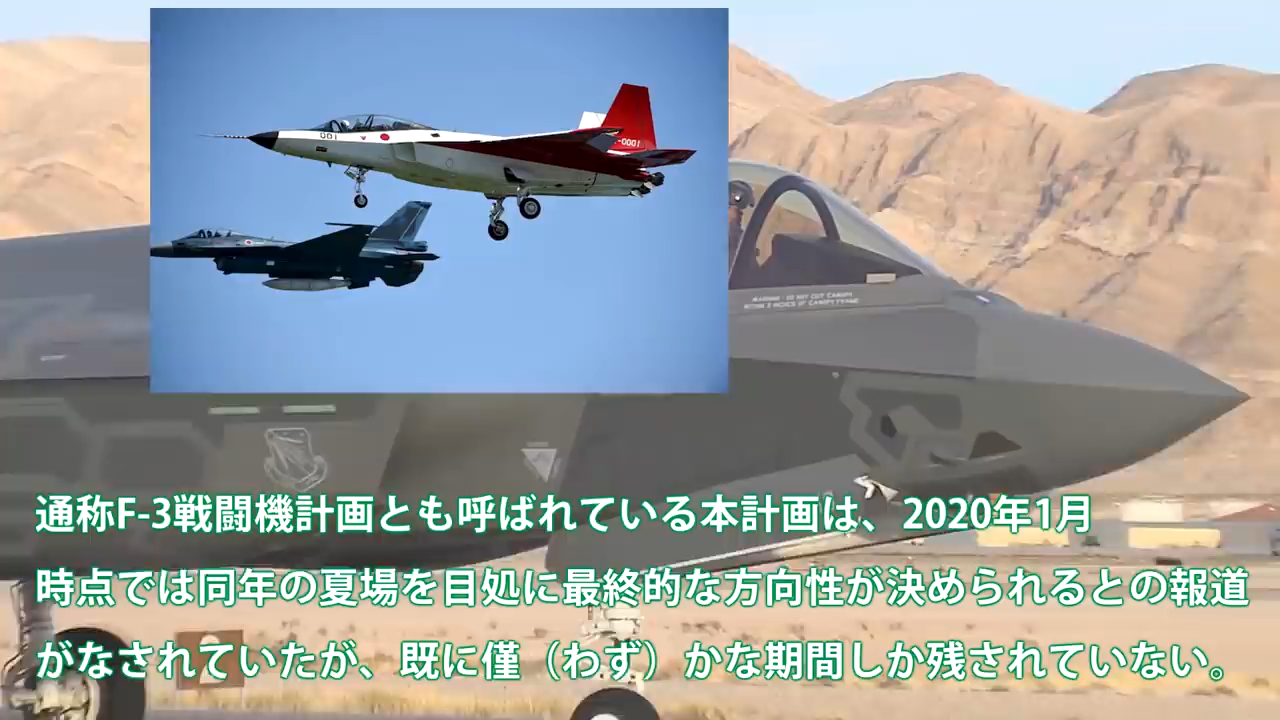 001
-0001
通称F-3戦闘機計画とも呼ばれている本計画は、2020年1月
時点では同年の夏場を目処に最終的な方向性が決められるとの報道
がなされていたが、既に僅（わず）かな期間しか残されていない。